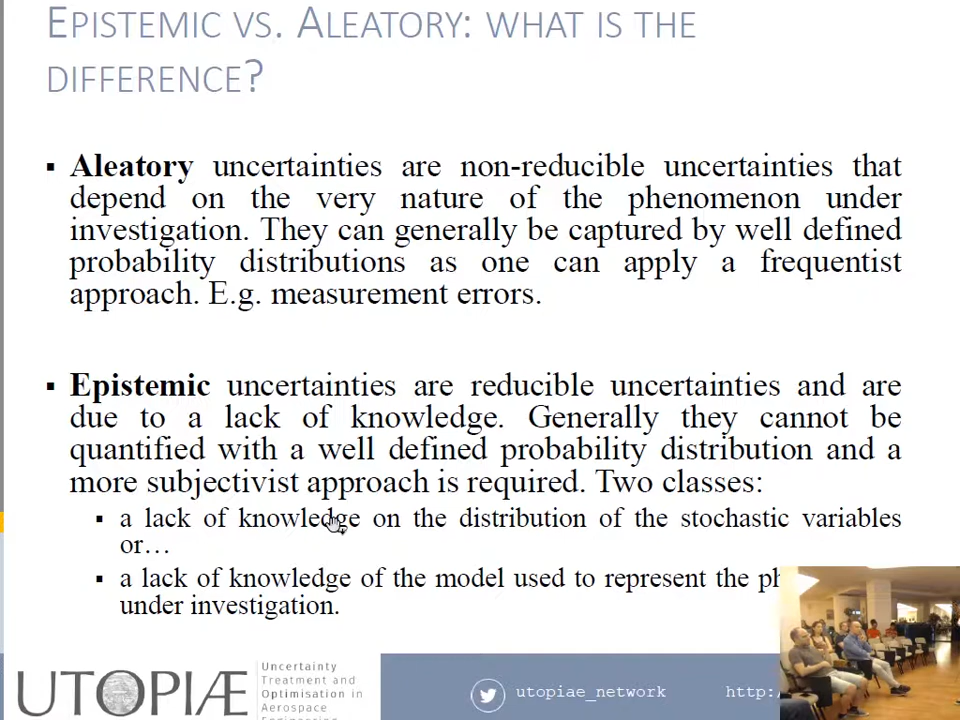 EPISTEMIC VS. ALEATORY: WHAT IS THE
DIFFERENCE?
▪ Aleatory uncertainties are non-reducible uncertainties that
depend on the very nature of the phenomenon under
investigation. They can generally be captured by well defined
probability distributions as one can apply a frequentist
approach. E.g. measurement errors.
▪ Epistemic uncertainties are reducible uncertainties and are
due to a lack of knowledge. Generally they cannot be
quantified with a well defined probability distribution and a
more subjectivist approach is required. Two classes:
▪ a lack of knowledge on the distribution of the stochastic variables
or…
▪ a lack of knowledge of the model used to represent the
under investigation.
UTOPIÆ
Uncertainty
Treatment and
Optimisation in
Aerospace
Engineering
utopiae_network
http: